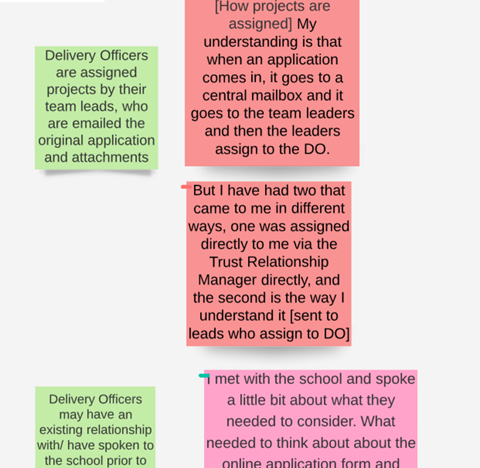 Delivery Officers
are assigned
projects by their
team leads, who
are emailed the
original application
and attachments
[How projects are
assigned] My
understanding is that
when an application
comes in, it goes to a
central mailbox and it
goes to the team leaders
and then the leaders
assign to the DO.
But I have had two that
came to me in different
ways, one was assigned
directly to me via the
Trust Relationship
Manager directly, and
the second is the way I
understand it [sent to
leads who assign to DO]
Delivery Officers
may have an
existing relationship
with/ have spoken to
the school prior to
I met with the school and spoke
a little bit about what they
needed to consider. What
needed to think about about the
online application form and